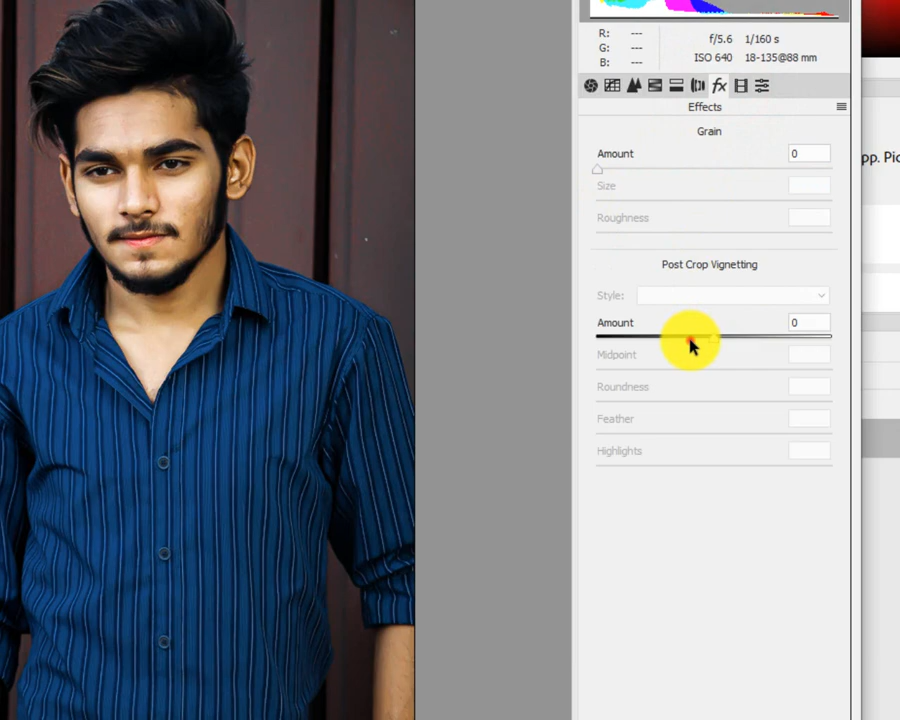 R: ---
G: ---
B: ---
f/5.6 1/160 s
ISO 640 18-135@88 mm
fx
Effects
Grain
Amount 0
Size
Roughness
Post Crop Vignetting
Style:
Amount 0
Midpoint
Roundness
Feather
Highlights
pp. Pic